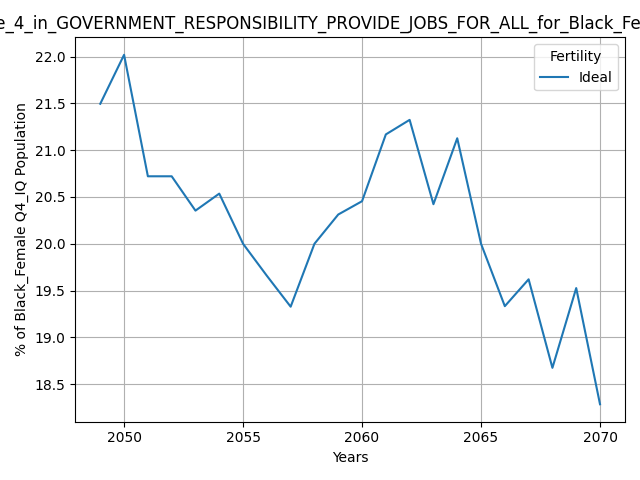 e_4_in_GOVERNMENT_RESPONSIBILITY_PROVIDE_JOBS_FOR_ALL_for_Black_Fe
Fertility
Ideal
% of Black_Female Q4_IQ Population
22.0
21.5
21.0
20.5
20.0
19.5
19.0
18.5
2050 2055 2060 2065 2070
Years